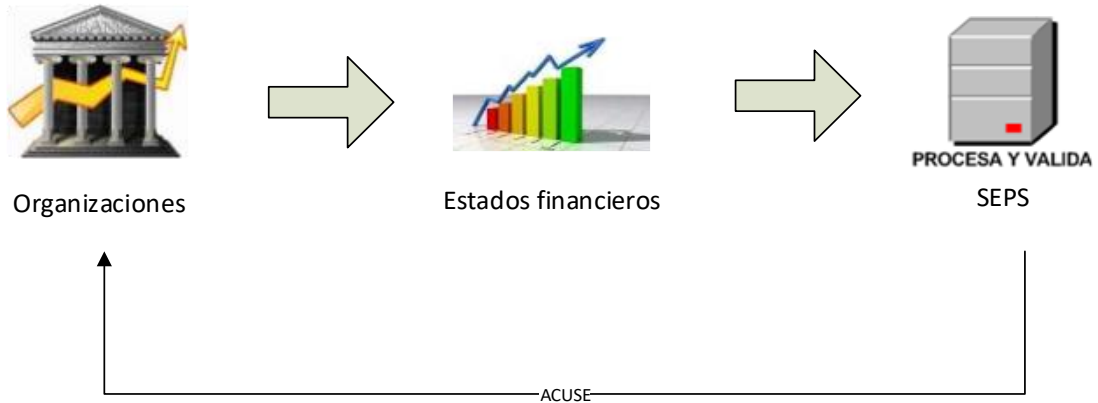 PROCESA Y VALIDA
Organizaciones
Estados financieros
SEPS
ACUSE